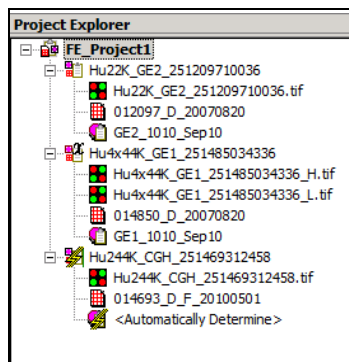 Project Explorer
FE_Project1
Hu22K_GE2_251209710036
Hu22K_GE2_251209710036.tif
012097_D_20070820
GE2_1010_Sep10
Hu4x44K_GE1_251485034336
Hu4x44K_GE1_251485034336_H.tif
Hu4x44K_GE1_251485034336_L.tif
014850_D_20070820
GE1_1010_Sep10
Hu244K_CGH_251469312458
Hu244K_CGH_251469312458.tif
014693_D_F_20100501
<Automatically Determine>